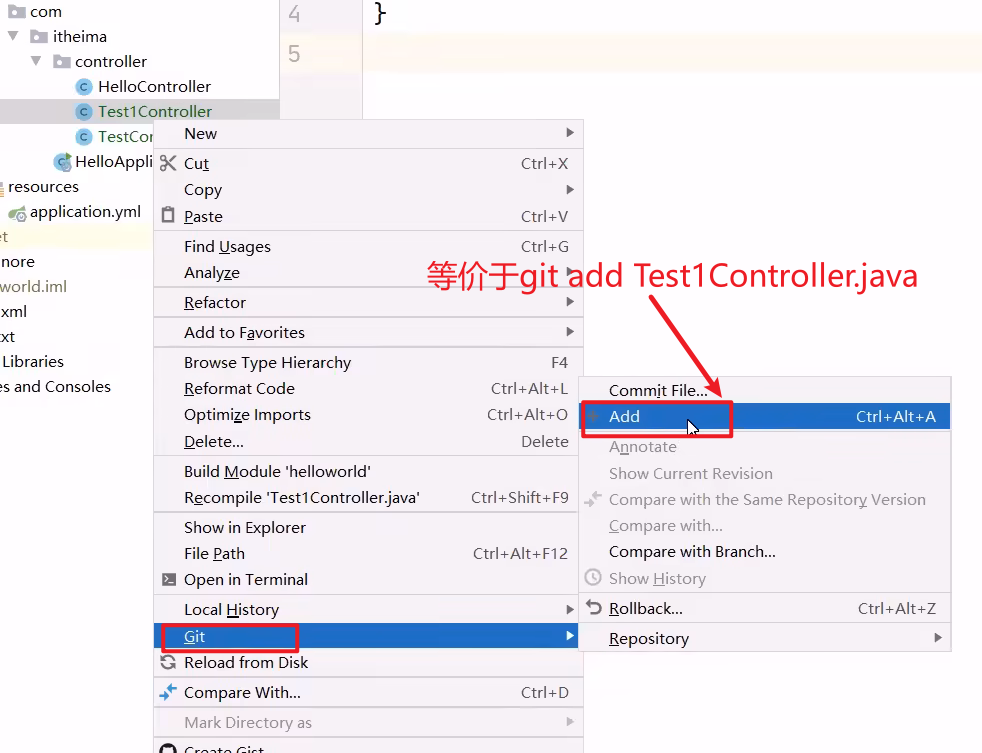 com
itheima
controller
HelloController
Test1Controller
TestCor
HelloAppli
resources
application.yml
et
nore
world.iml
xml
xt
Libraries
es and Consoles
4 }
5
New
Cut Ctrl+X
Copy
Paste Ctrl+V
Find Usages Ctrl+G
Analyze
Refactor
Add to Favorites
Browse Type Hierarchy F4
Reformat Code Ctrl+Alt+L
Optimize Imports Ctrl+Alt+O
Delete... Delete
Build Module 'helloworld'
Recompile 'Test1Controller.java' Ctrl+Shift+F9
Show in Explorer
File Path Ctrl+Alt+F12
Open in Terminal
Local History
Git
Reload from Disk
Compare With... Ctrl+D
Mark Directory as
Create Gist
等价于git add Test1Controller.java
Commit File...
Add Ctrl+Alt+A
Annotate
Show Current Revision
Compare with the Same Repository Version
Compare with...
Compare with Branch...
Show History
Rollback... Ctrl+Alt+Z
Repository